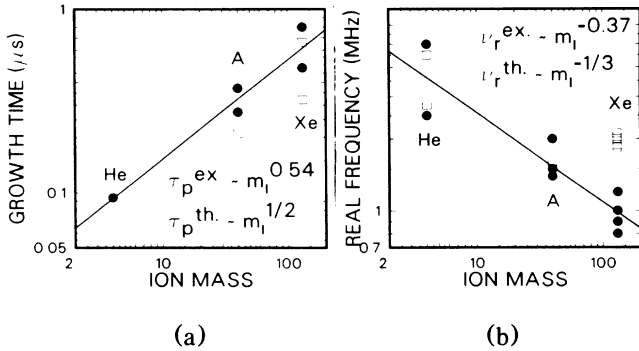 GROWTH TIME (μs)
1
0 1
0 05
2
10
100
ION MASS
He
A
Xe
τp^ex ~ mI^0 54
τp^th. ~ mI^1/2
(a)
REAL FREQUENCY (MHz)
1
0 7
2
10
100
ION MASS
νr^ex. ~ mI^-0.37
νr^th. ~ mI^-1/3
He
A
Xe
(b)